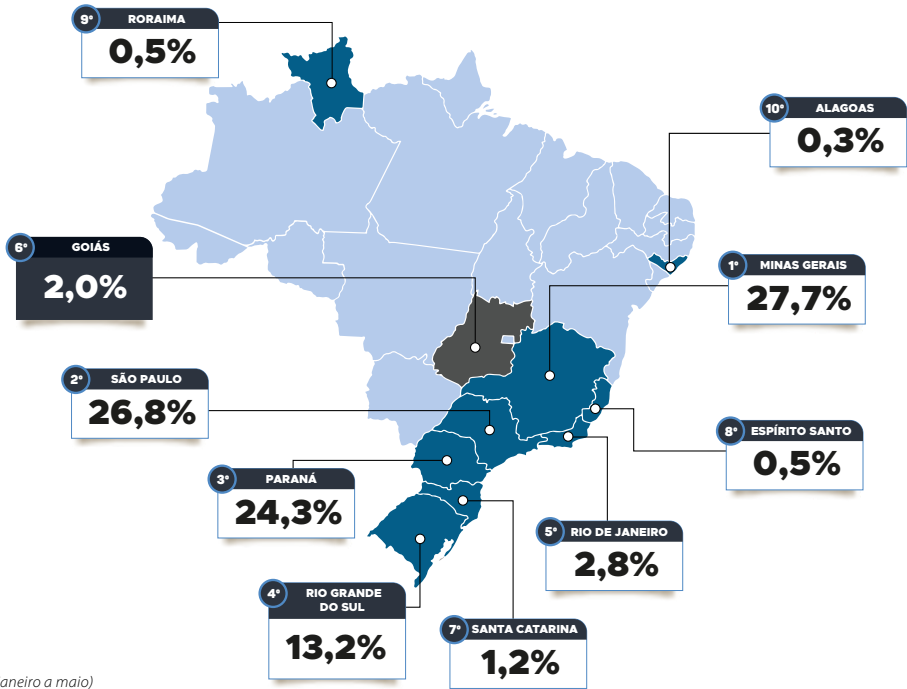 9º RORAIMA
0,5%
10º ALAGOAS
0,3%
6º GOIÁS
2,0%
1º MINAS GERAIS
27,7%
2º SÃO PAULO
26,8%
8º ESPÍRITO SANTO
0,5%
3º PARANÁ
24,3%
5º RIO DE JANEIRO
2,8%
4º RIO GRANDE
DO SUL
13,2%
7º SANTA CATARINA
1,2%
aneiro a maio)